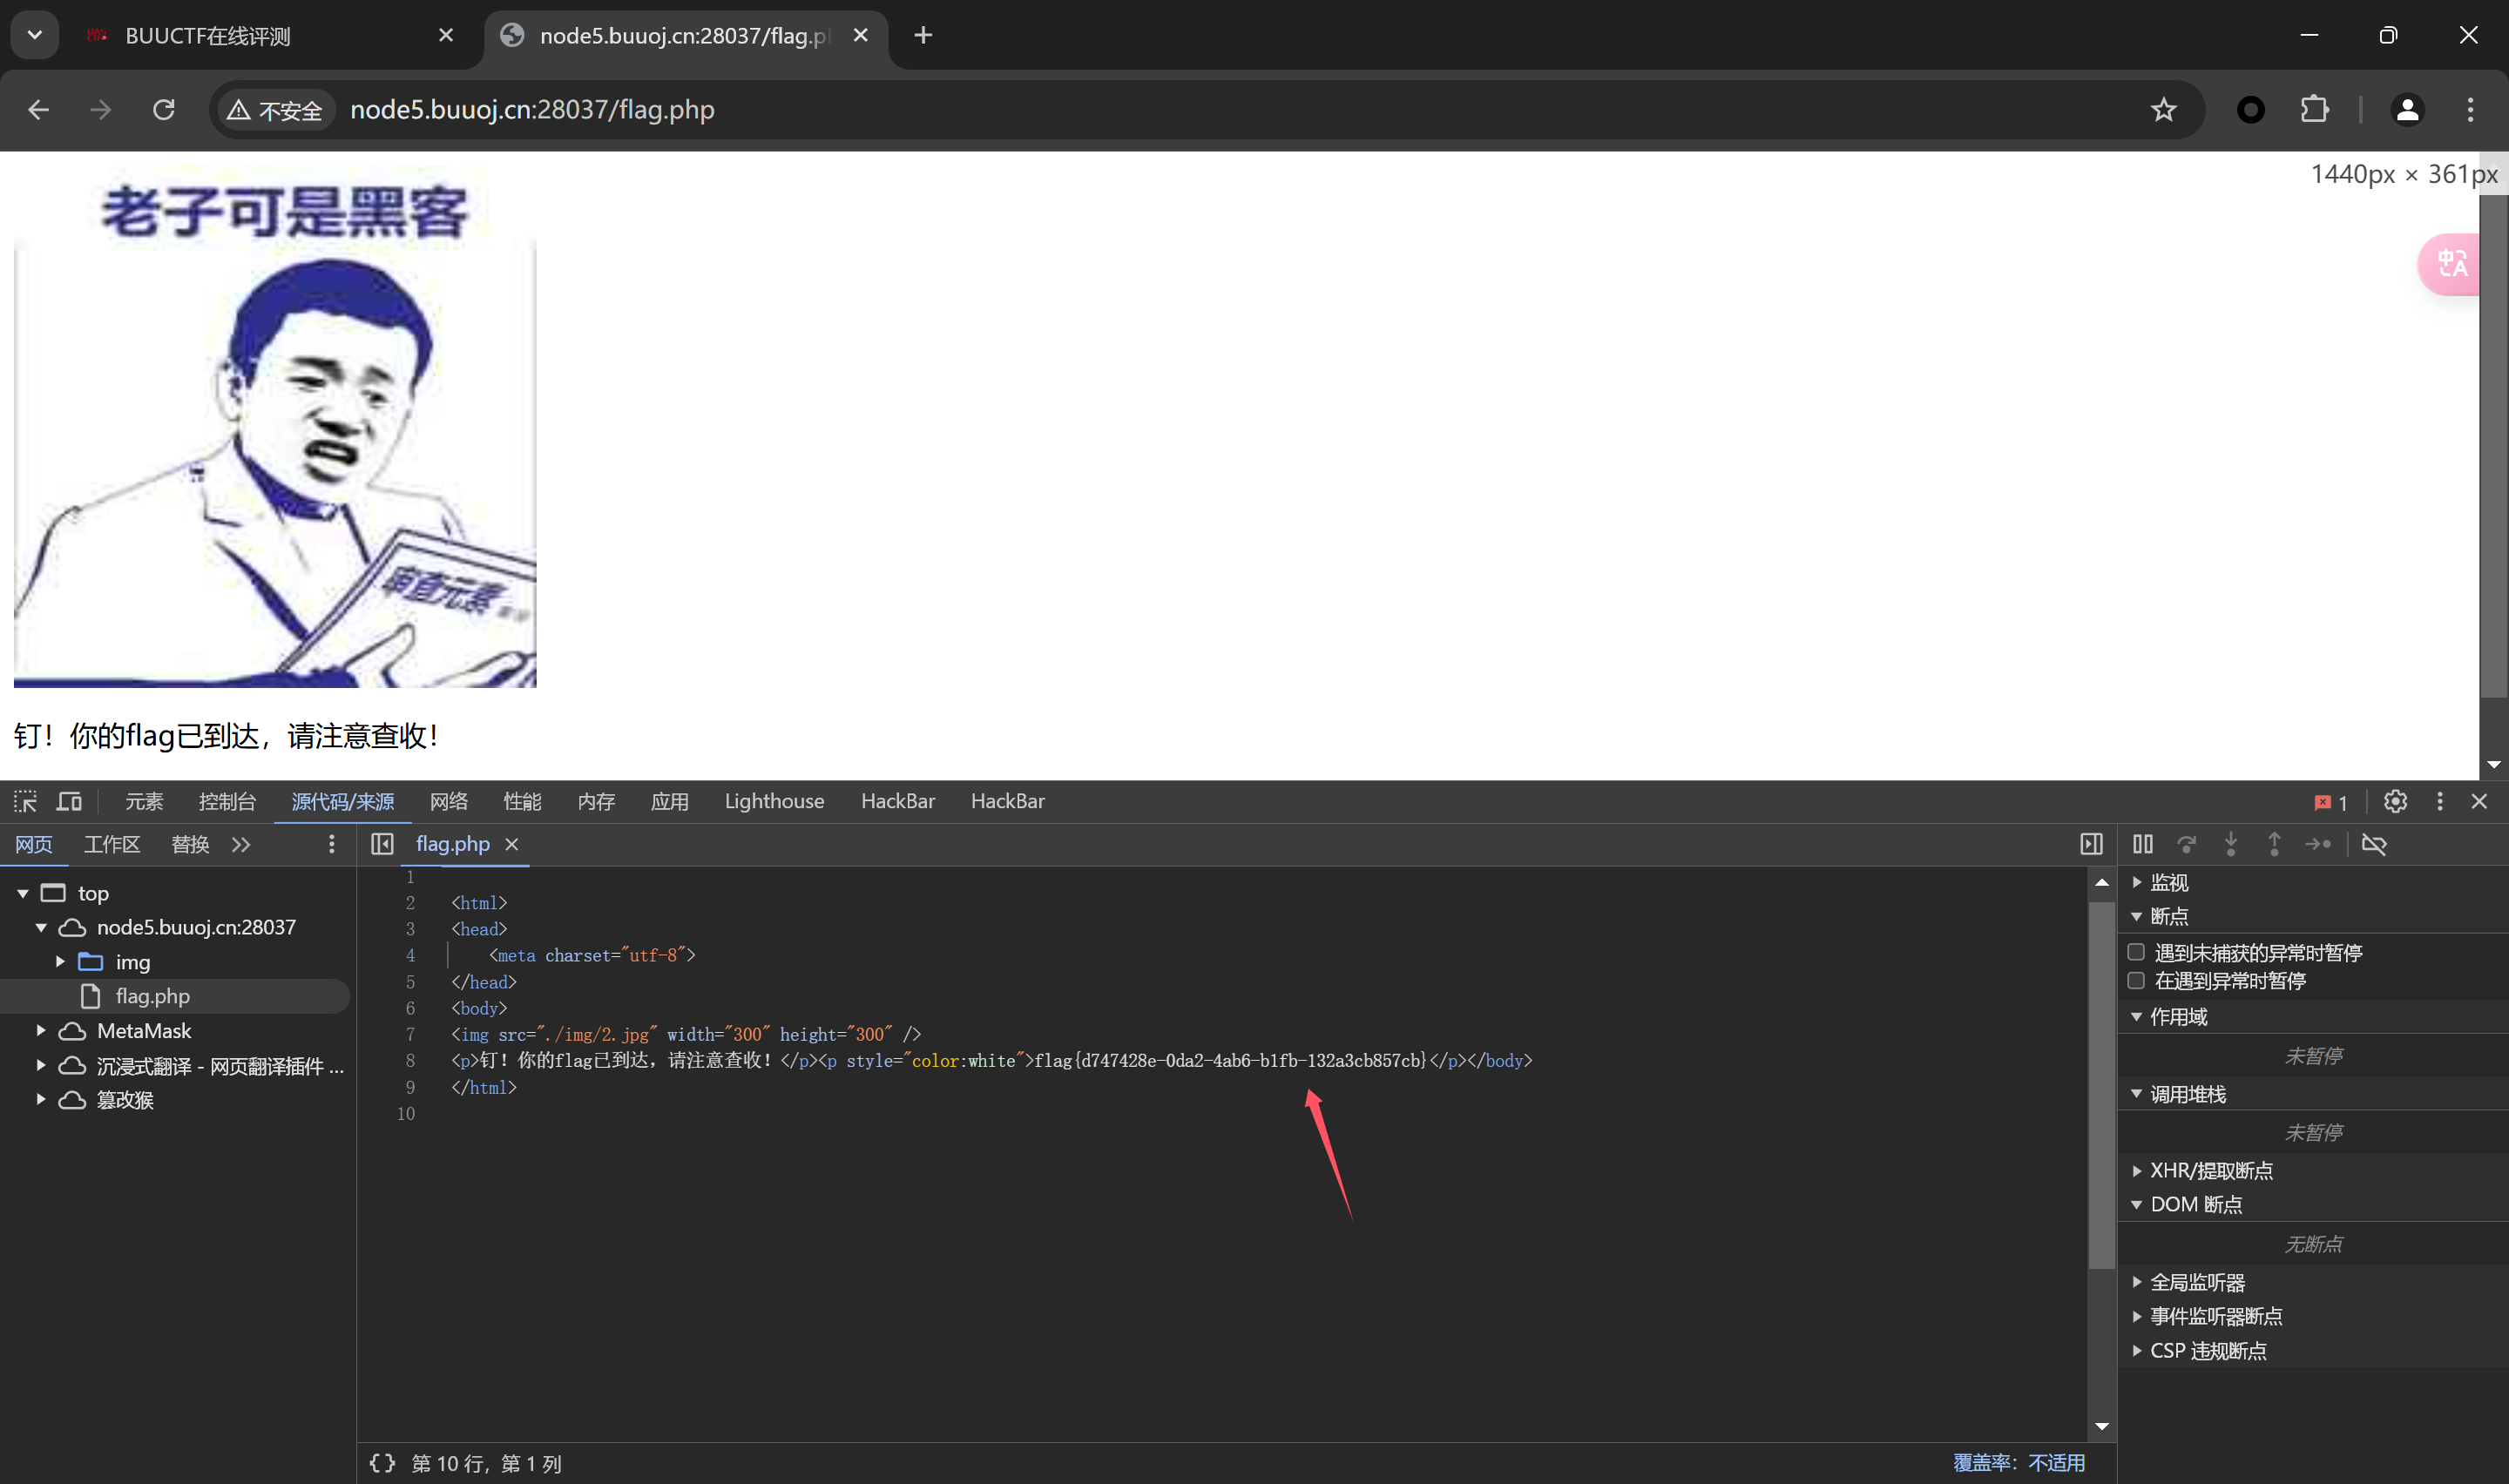 BUUCTF在线评测
node5.buuoj.cn:28037/flag.p
不安全
node5.buuoj.cn:28037/flag.php
1440px × 361px
老子可是黑客
审查元素
钉！你的flag已到达，请注意查收！
元素 控制台 源代码/来源 网络 性能 内存 应用 Lighthouse HackBar HackBar
1
网页 工作区 替换
flag.php
top
node5.buuoj.cn:28037
img
flag.php
MetaMask
沉浸式翻译 - 网页翻译插件 ...
篡改猴
1
2 <html>
3 <head>
4 <meta charset="utf-8">
5 </head>
6 <body>
7 <img src="./img/2.jpg" width="300" height="300" />
8 <p>钉！你的flag已到达，请注意查收！</p><p style="color:white">flag{d747428e-0da2-4ab6-b1fb-132a3cb857cb}</p></body>
9 </html>
10
监视
断点
遇到未捕获的异常时暂停
在遇到异常时暂停
作用域
未暂停
调用堆栈
未暂停
XHR/提取断点
DOM 断点
无断点
全局监听器
事件监听器断点
CSP 违规断点
{} 第 10 行，第 1 列
覆盖率：不适用